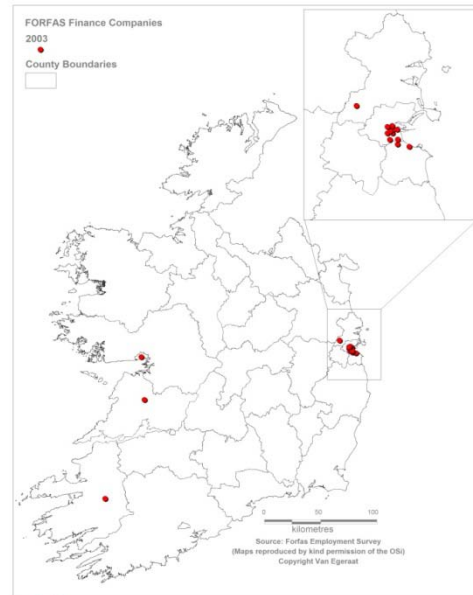 FORFAS Finance Companies
2003
County Boundaries
0 50 100
kilometres
Source: Forfas Employment Survey
(Maps reproduced by kind permission of the OSi)
Copyright Van Egeraat